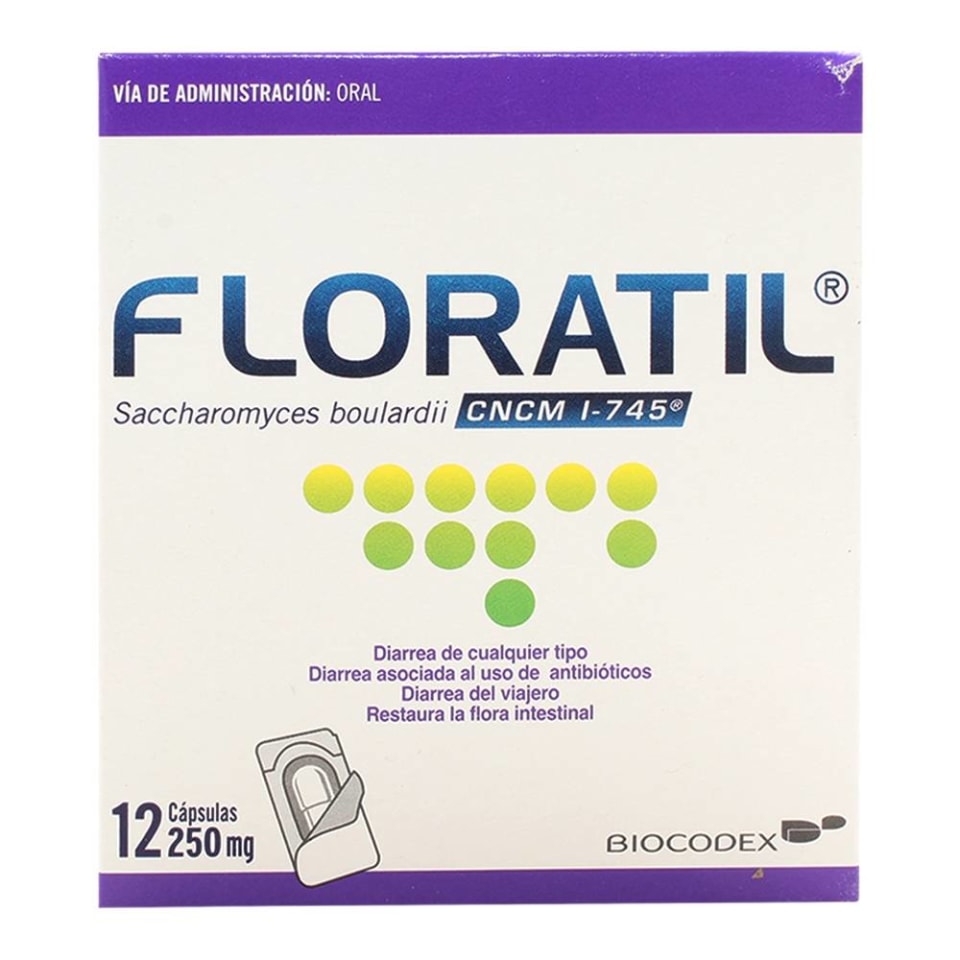 VÍA DE ADMINISTRACIÓN: ORAL
FLORATIL®
Saccharomyces boulardii CNCM I-745®
Diarrea de cualquier tipo
Diarrea asociada al uso de antibióticos
Diarrea del viajero
Restaura la flora intestinal
12 Cápsulas 250 mg
BIOCODEX